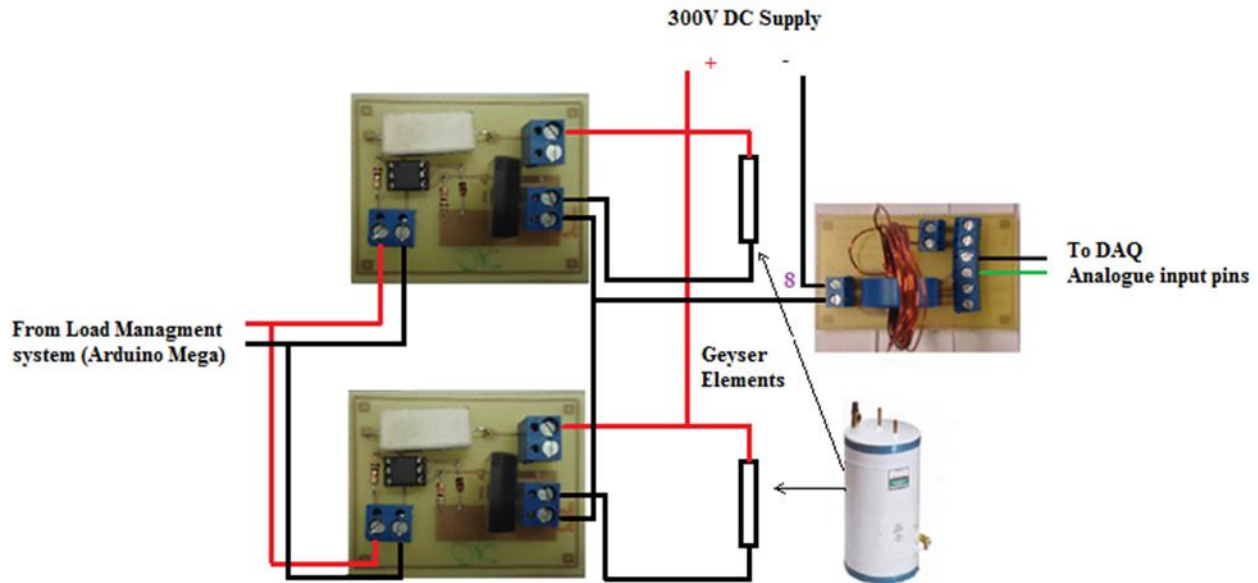 300V DC Supply
+ -
8
To DAQ
Analogue input pins
From Load Managment
system (Arduino Mega)
Geyser
Elements